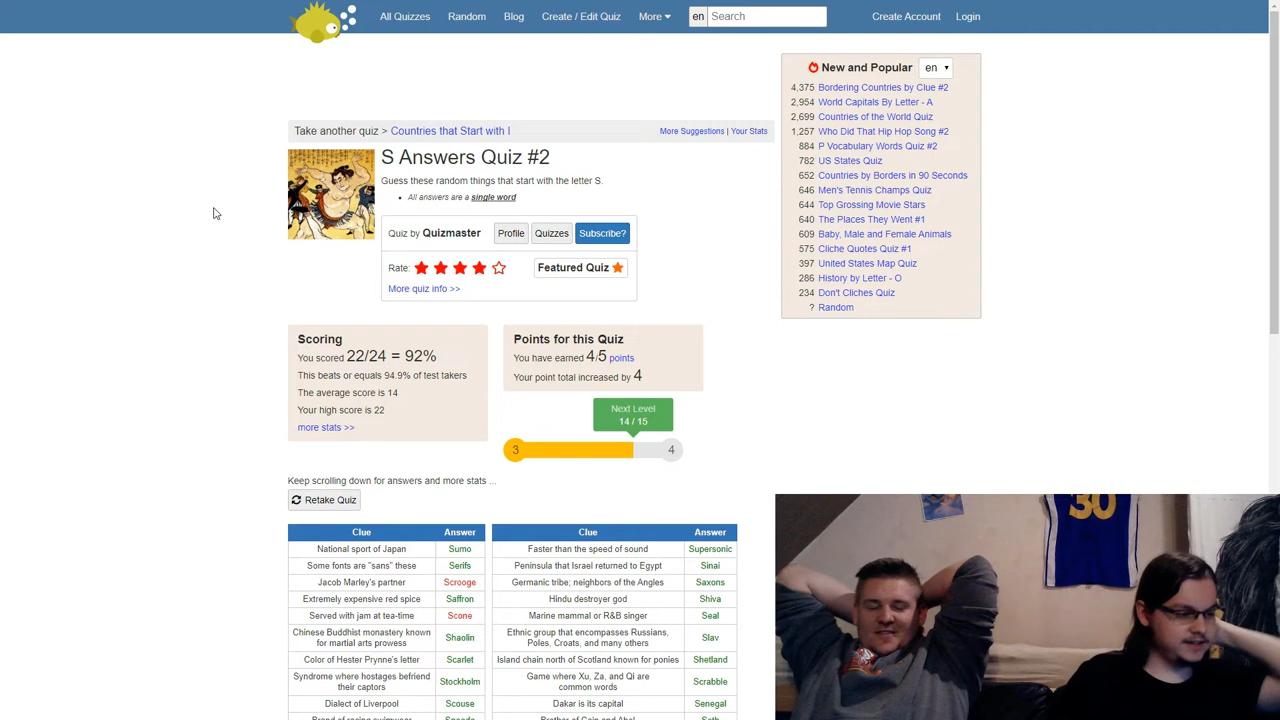 All Quizzes Random Blog Create / Edit Quiz More en Search Create Account Login
New and Popular en
4,375 Bordering Countries by Clue #2
2,954 World Capitals By Letter - A
2,699 Countries of the World Quiz
1,257 Who Did That Hip Hop Song #2
884 P Vocabulary Words Quiz #2
782 US States Quiz
652 Countries by Borders in 90 Seconds
646 Men's Tennis Champs Quiz
644 Top Grossing Movie Stars
640 The Places They Went #1
609 Baby, Male and Female Animals
575 Cliche Quotes Quiz #1
397 United States Map Quiz
286 History by Letter - O
234 Don't Cliches Quiz
? Random
Take another quiz > Countries that Start with I More Suggestions | Your Stats
S Answers Quiz #2
Guess these random things that start with the letter S.
All answers are a single word
Quiz by Quizmaster Profile Quizzes Subscribe?
Rate: Featured Quiz
More quiz info >>
Scoring
You scored 22/24 = 92%
This beats or equals 94.9% of test takers
The average score is 14
Your high score is 22
more stats >>
Points for this Quiz
You have earned 4/5 points
Your point total increased by 4
Next Level
14 / 15
3 4
Keep scrolling down for answers and more stats ...
Retake Quiz
Clue Answer Clue Answer
National sport of Japan Sumo Faster than the speed of sound Supersonic
Some fonts are "sans" these Serifs Peninsula that Israel returned to Egypt Sinai
Jacob Marley's partner Scrooge Germanic tribe; neighbors of the Angles Saxons
Extremely expensive red spice Saffron Hindu destroyer god Shiva
Served with jam at tea-time Scone Marine mammal or R&B singer Seal
Chinese Buddhist monastery known
for martial arts prowess Shaolin
Ethnic group that encompasses Russians,
Poles, Croats, and many others Slav
Color of Hester Prynne's letter Scarlet Island chain north of Scotland known for ponies Shetland
Syndrome where hostages befriend
their captors Stockholm
Game where Xu, Za, and Qi are
common words Scrabble
Dialect of Liverpool Scouse Dakar is its capital Senegal
Brand of racing swimwear Speedo Brother of Cain and Abel Seth
30